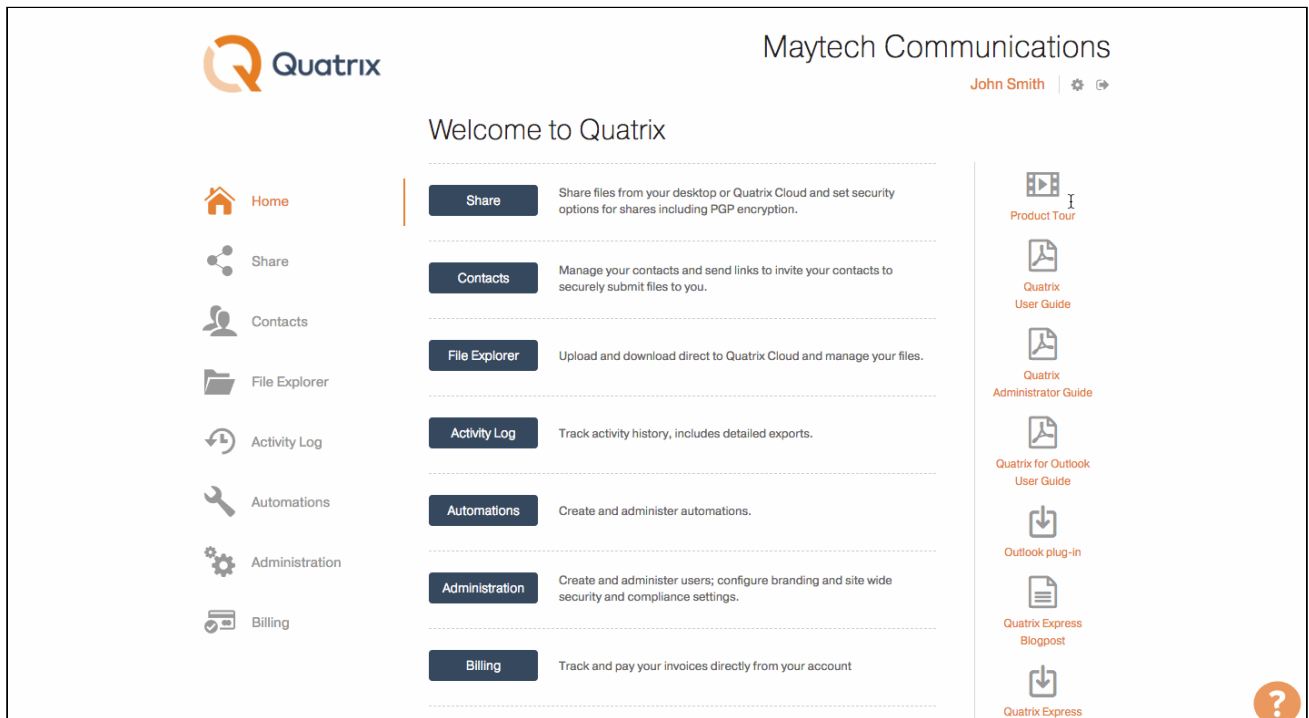 Quatrix
Maytech Communications
John Smith
Welcome to Quatrix
Home
Share
Contacts
File Explorer
Activity Log
Automations
Administration
Billing
Share
Share files from your desktop or Quatrix Cloud and set security
options for shares including PGP encryption.
Contacts
Manage your contacts and send links to invite your contacts to
securely submit files to you.
File Explorer
Upload and download direct to Quatrix Cloud and manage your files.
Activity Log
Track activity history, includes detailed exports.
Automations
Create and administer automations.
Administration
Create and administer users; configure branding and site wide
security and compliance settings.
Billing
Track and pay your invoices directly from your account
Product Tour
Quatrix
User Guide
Quatrix
Administrator Guide
Quatrix for Outlook
User Guide
Outlook plug-in
Quatrix Express
Blogpost
Quatrix Express
?